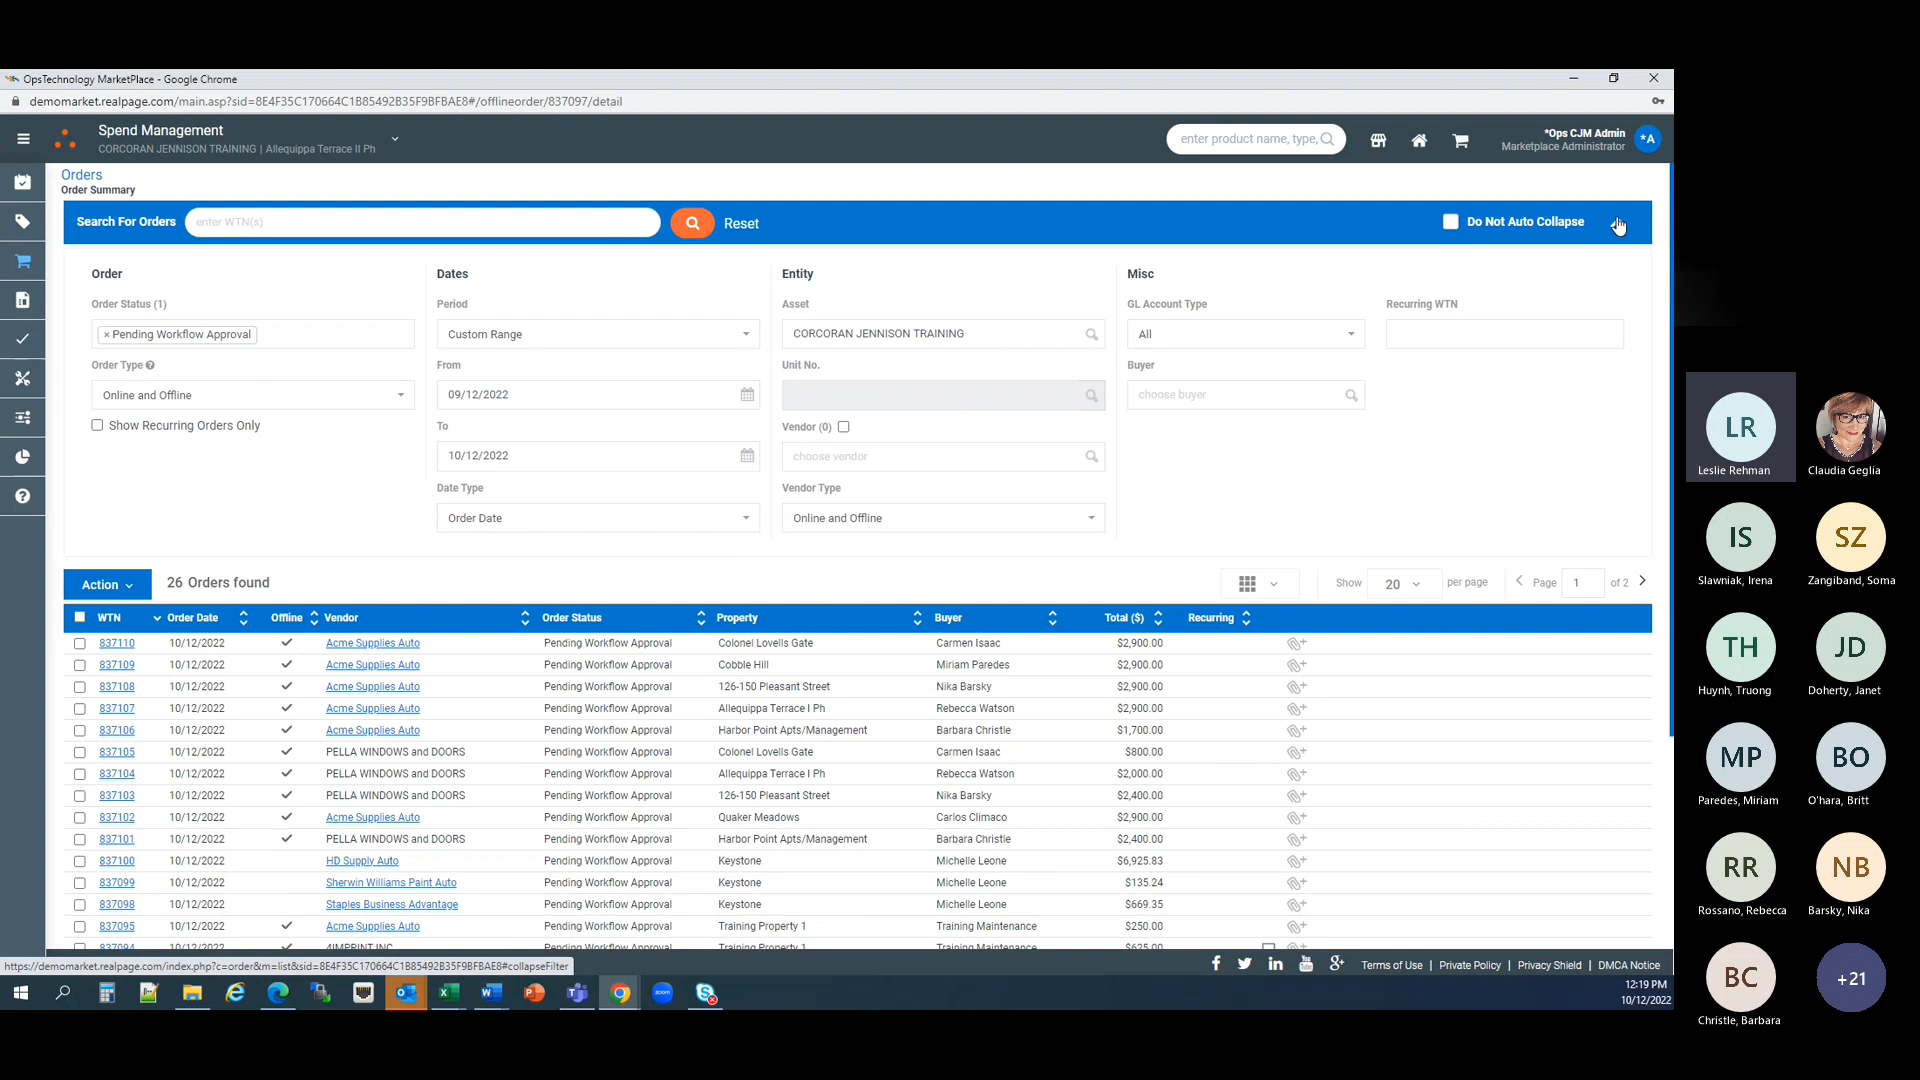 OpsTechnology MarketPlace - Google Chrome
demomarket.realpage.com/main.asp?sid=8E4F35C170664C1B85492B35F9BFBAE8#/offlineorder/837097/detail
Spend Management
CORCORAN JENNISON TRAINING | Allequippa Terrace II Ph
enter product name, type,
*Ops CJM Admin
Marketplace Administrator
*A
Orders
Order Summary
Search For Orders enter WTN(s) Reset Do Not Auto Collapse
Order Dates Entity Misc
Order Status (1) Period Asset GL Account Type Recurring WTN
× Pending Workflow Approval Custom Range CORCORAN JENNISON TRAINING All
Order Type From Unit No. Buyer
Online and Offline 09/12/2022 choose buyer
Show Recurring Orders Only To Vendor (0)
10/12/2022 choose vendor
Date Type Vendor Type
Order Date Online and Offline
Action 26 Orders found Show 20 per page Page 1 of 2
WTN Order Date Offline Vendor Order Status Property Buyer Total ($) Recurring
837110 10/12/2022 Acme Supplies Auto Pending Workflow Approval Colonel Lovells Gate Carmen Isaac $2,900.00
837109 10/12/2022 Acme Supplies Auto Pending Workflow Approval Cobble Hill Miriam Paredes $2,900.00
837108 10/12/2022 Acme Supplies Auto Pending Workflow Approval 126-150 Pleasant Street Nika Barsky $2,900.00
837107 10/12/2022 Acme Supplies Auto Pending Workflow Approval Allequippa Terrace I Ph Rebecca Watson $2,900.00
837106 10/12/2022 Acme Supplies Auto Pending Workflow Approval Harbor Point Apts/Management Barbara Christie $1,700.00
837105 10/12/2022 PELLA WINDOWS and DOORS Pending Workflow Approval Colonel Lovells Gate Carmen Isaac $800.00
837104 10/12/2022 PELLA WINDOWS and DOORS Pending Workflow Approval Allequippa Terrace I Ph Rebecca Watson $2,000.00
837103 10/12/2022 PELLA WINDOWS and DOORS Pending Workflow Approval 126-150 Pleasant Street Nika Barsky $2,400.00
837102 10/12/2022 Acme Supplies Auto Pending Workflow Approval Quaker Meadows Carlos Climaco $2,900.00
837101 10/12/2022 PELLA WINDOWS and DOORS Pending Workflow Approval Harbor Point Apts/Management Barbara Christie $2,400.00
837100 10/12/2022 HD Supply Auto Pending Workflow Approval Keystone Michelle Leone $6,925.83
837099 10/12/2022 Sherwin Williams Paint Auto Pending Workflow Approval Keystone Michelle Leone $135.24
837098 10/12/2022 Staples Business Advantage Pending Workflow Approval Keystone Michelle Leone $669.35
837095 10/12/2022 Acme Supplies Auto Pending Workflow Approval Training Property 1 Training Maintenance $250.00
837094 10/12/2022 4IMPRINT INC Pending Workflow Approval Training Property 1 Training Maintenance $625.00
https://demomarket.realpage.com/index.php?c=order&m=list&sid=8E4F35C170664C1B85492B35F9BFBAE8#collapseFilter
Terms of Use | Private Policy | Privacy Shield | DMCA Notice
12:19 PM
10/12/2022
LR
Leslie Rehman Claudia Geglia
IS SZ
Slawniak, Irena Zangiband, Soma
TH JD
Huynh, Truong Doherty, Janet
MP BO
Paredes, Miriam O'hara, Britt
RR NB
Rossano, Rebecca Barsky, Nika
BC +21
Christle, Barbara